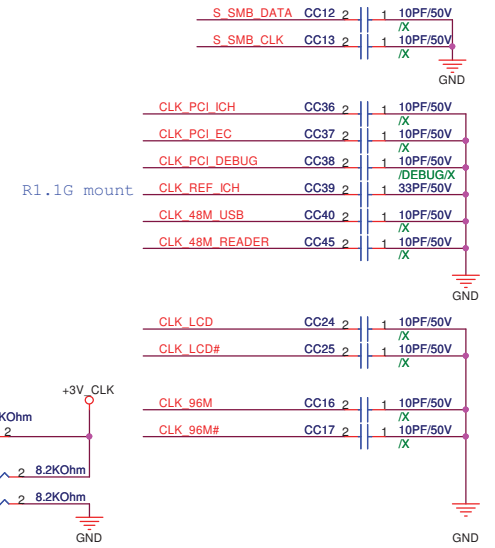 S_SMB_DATA CC12 2 1 10PF/50V
/X
S_SMB_CLK CC13 2 1 10PF/50V
/X
GND
CLK_PCI_ICH CC36 2 1 10PF/50V
/X
CLK_PCI_EC CC37 2 1 10PF/50V
/X
CLK_PCI_DEBUG CC38 2 1 10PF/50V
/DEBUG/X
R1.1G mount CLK_REF_ICH CC39 2 1 33PF/50V
CLK_48M_USB CC40 2 1 10PF/50V
/X
CLK_48M_READER CC45 2 1 10PF/50V
/X
GND
CLK_LCD CC24 2 1 10PF/50V
/X
CLK_LCD# CC25 2 1 10PF/50V
/X
+3V_CLK
CLK_96M CC16 2 1 10PF/50V
/X
KOhm
2
CLK_96M# CC17 2 1 10PF/50V
/X
2 8.2KOhm
2 8.2KOhm
GND
GND